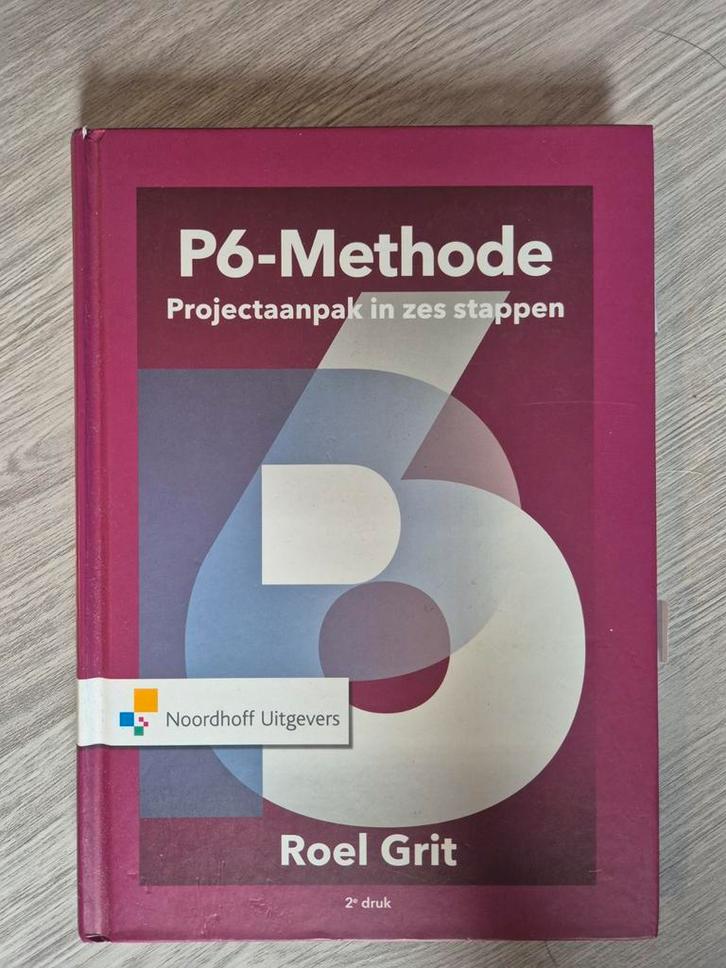 P6-Methode
Projectaanpak in zes stappen
Noordhoff Uitgevers
Roel Grit
2e druk